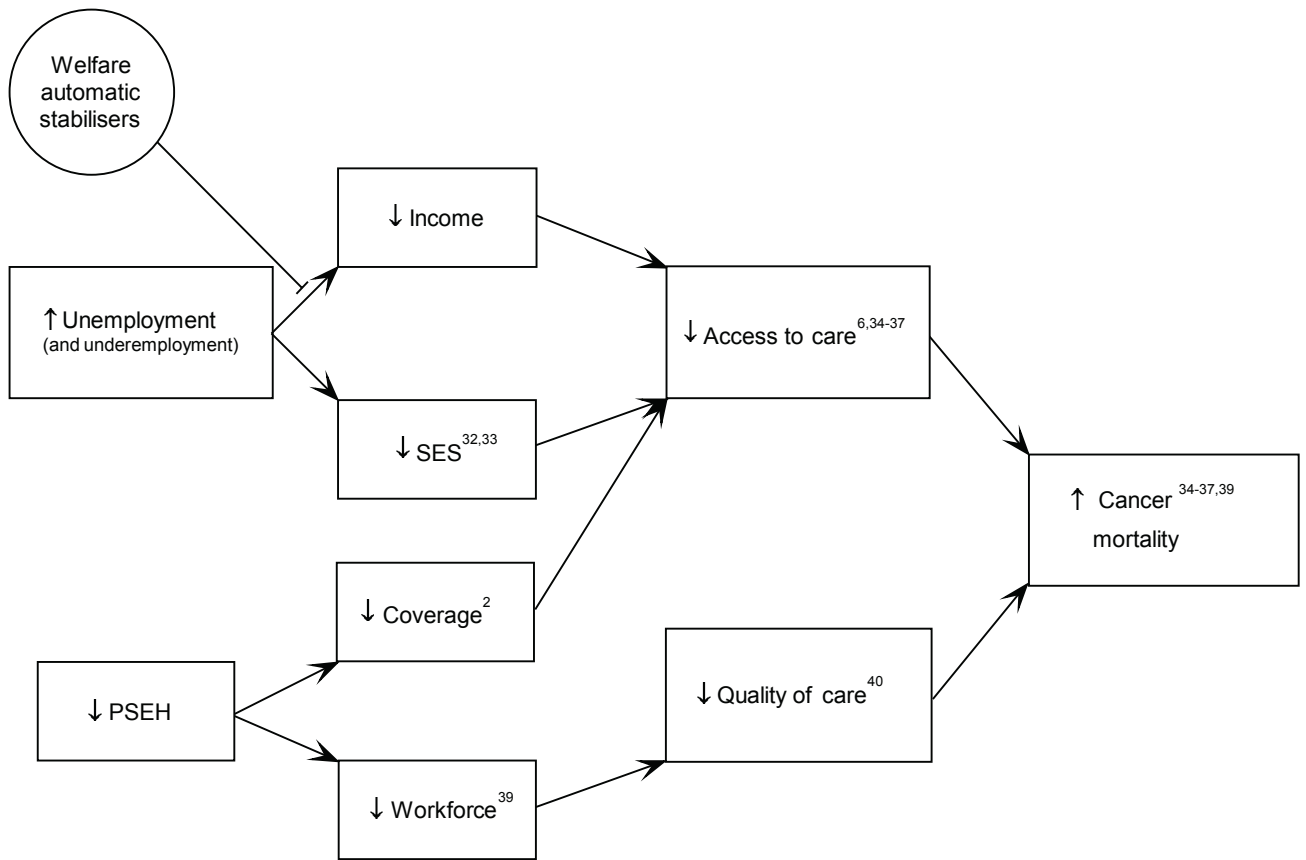 Welfare
automatic
stabilisers
↓ Income
↑ Unemployment
(and underemployment)
↓ Access to care6,34-37
↓ SES32,33
↑ Cancer 34-37,39
mortality
↓ Coverage2
↓ Quality of care40
↓ PSEH
↓ Workforce39